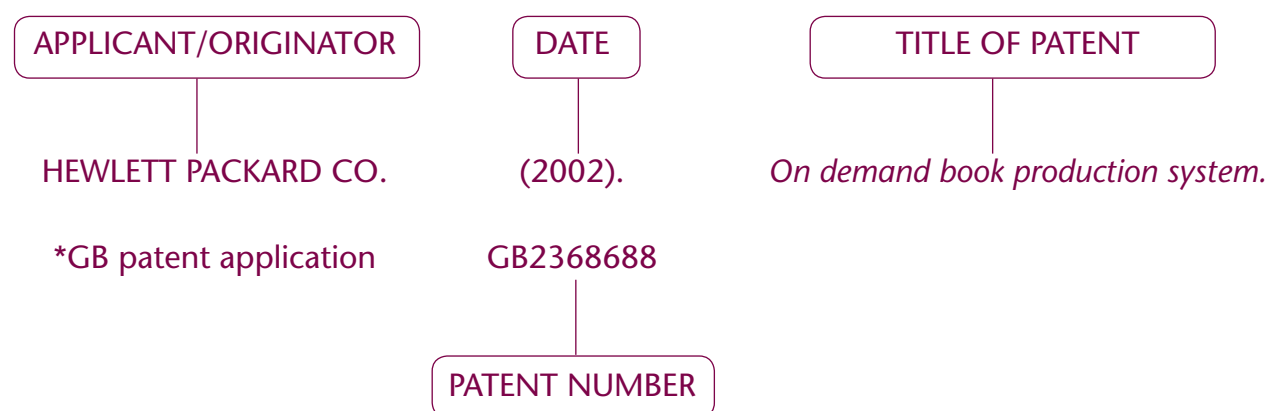 APPLICANT/ORIGINATOR DATE TITLE OF PATENT
HEWLETT PACKARD CO. (2002). On demand book production system.
*GB patent application GB2368688
PATENT NUMBER